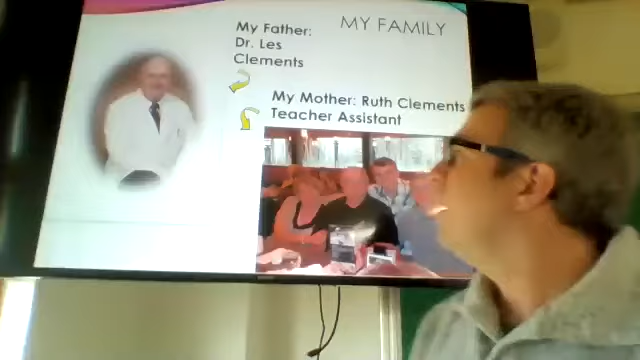 MY FAMILY
My Father:
Dr. Les
Clements
My Mother: Ruth Clements
Teacher Assistant